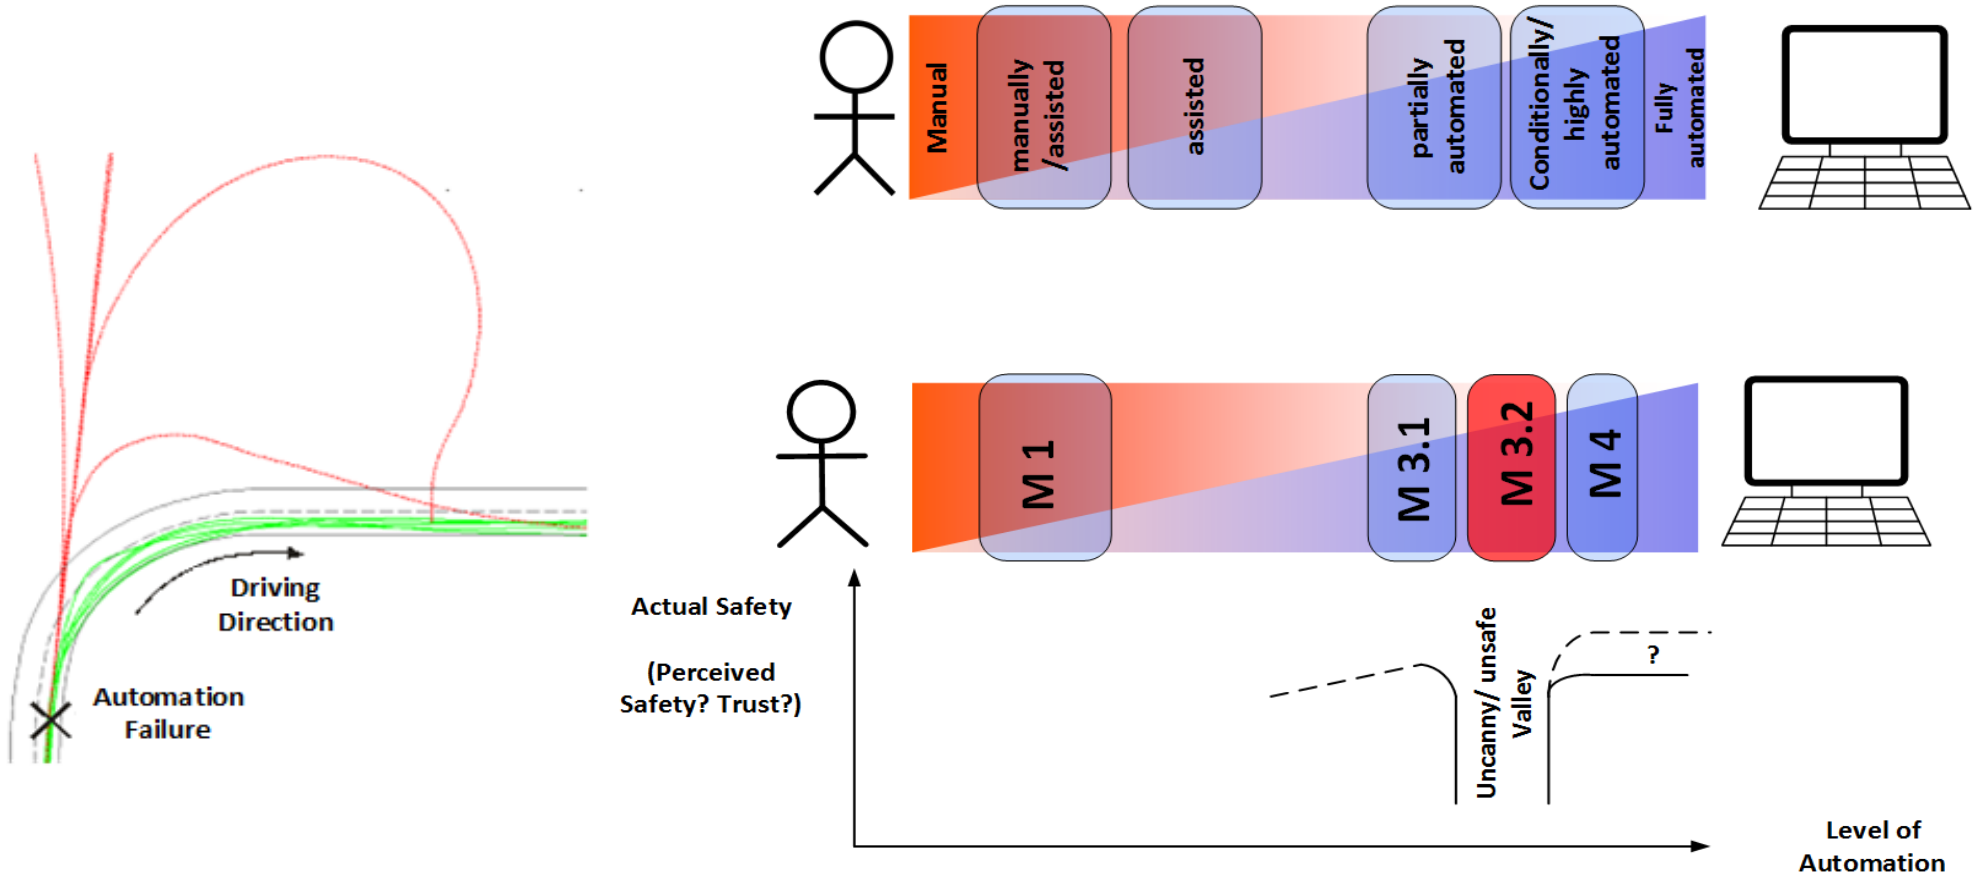 Manual
manually
/assisted
assisted
partially
automated
Conditionally/
highly
automated
Fully
automated
M 1
M 3.1
M 3.2
M 4
Driving
Direction
Automation
Failure
Actual Safety
(Perceived
Safety? Trust?)
Uncanny/ unsafe
Valley
?
Level of
Automation